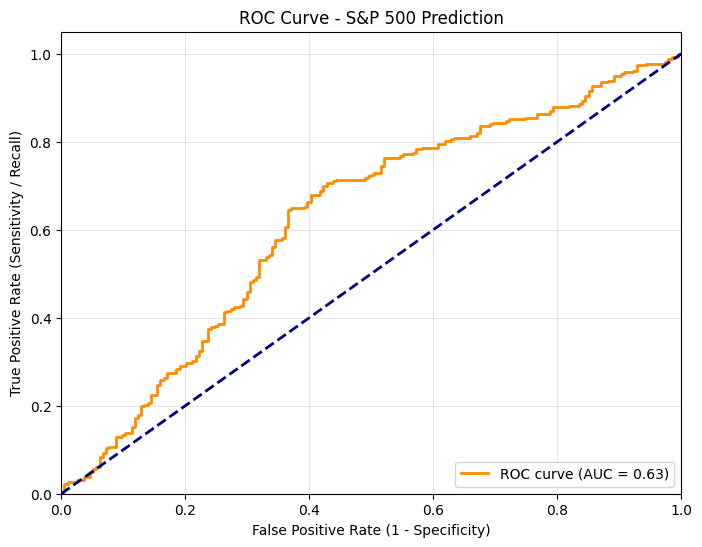 ROC Curve - S&P 500 Prediction
True Positive Rate (Sensitivity / Recall)
1.0
0.8
0.6
0.4
0.2
0.0
0.0 0.2 0.4 0.6 0.8 1.0
ROC curve (AUC = 0.63)
False Positive Rate (1 - Specificity)